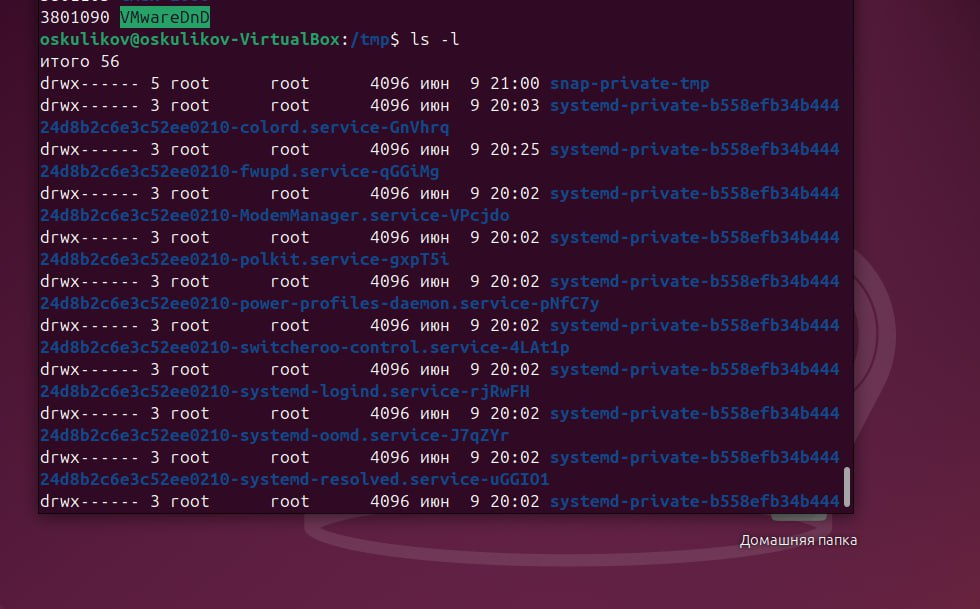 3801090 VMwareDnD
oskulikov@oskulikov-VirtualBox:/tmp$ ls -l
итого 56
drwx------ 5 root      root      4096 июн  9 21:00 snap-private-tmp
drwx------ 3 root      root      4096 июн  9 20:03 systemd-private-b558efb34b444
24d8b2c6e3c52ee0210-colord.service-GnVhrq
drwx------ 3 root      root      4096 июн  9 20:25 systemd-private-b558efb34b444
24d8b2c6e3c52ee0210-fwupd.service-qGGiMg
drwx------ 3 root      root      4096 июн  9 20:02 systemd-private-b558efb34b444
24d8b2c6e3c52ee0210-ModemManager.service-VPcjdo
drwx------ 3 root      root      4096 июн  9 20:02 systemd-private-b558efb34b444
24d8b2c6e3c52ee0210-polkit.service-gxpT5i
drwx------ 3 root      root      4096 июн  9 20:02 systemd-private-b558efb34b444
24d8b2c6e3c52ee0210-power-profiles-daemon.service-pNfC7y
drwx------ 3 root      root      4096 июн  9 20:02 systemd-private-b558efb34b444
24d8b2c6e3c52ee0210-switcheroo-control.service-4LAt1p
drwx------ 3 root      root      4096 июн  9 20:02 systemd-private-b558efb34b444
24d8b2c6e3c52ee0210-systemd-logind.service-rjRwFH
drwx------ 3 root      root      4096 июн  9 20:02 systemd-private-b558efb34b444
24d8b2c6e3c52ee0210-systemd-oomd.service-J7qZYr
drwx------ 3 root      root      4096 июн  9 20:02 systemd-private-b558efb34b444
24d8b2c6e3c52ee0210-systemd-resolved.service-uGGIO1
drwx------ 3 root      root      4096 июн  9 20:02 systemd-private-b558efb34b444
Домашняя папка